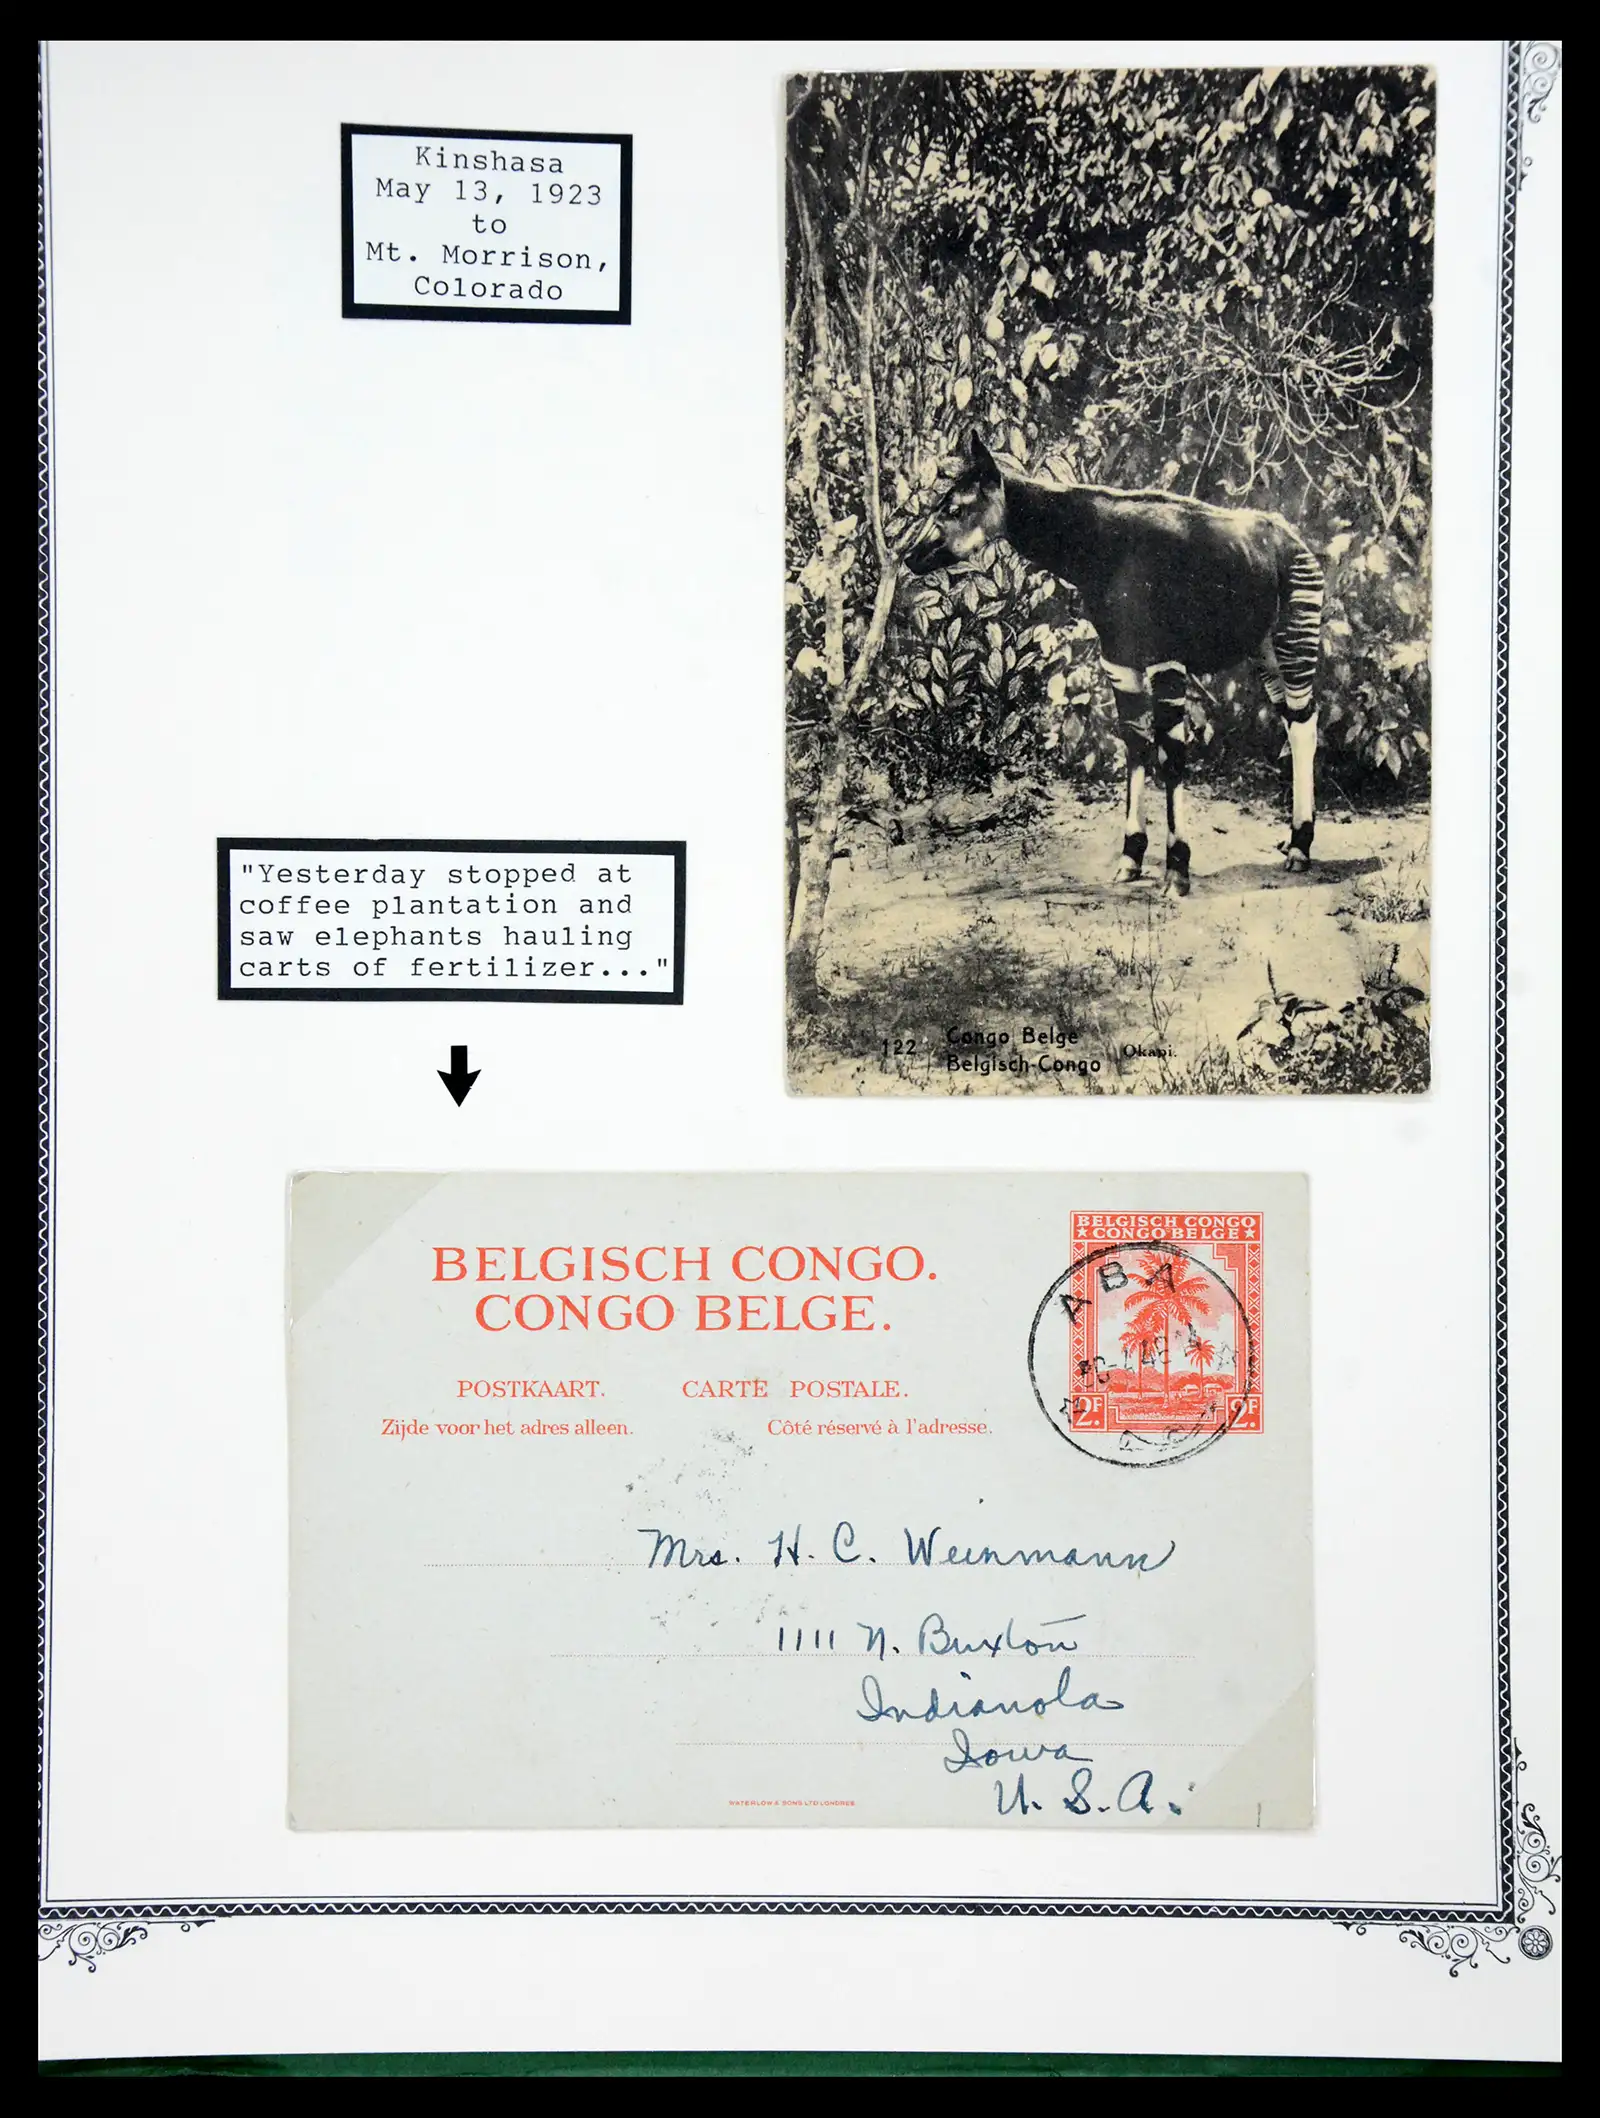 Kinshasa
May 13, 1923
to
Mt. Morrison,
Colorado
122
Congo Belge
Belgisch-Congo
Okapi.
"Yesterday stopped at
coffee plantation and
saw elephants hauling
carts of fertilizer..."
BELGISCH CONGO.
CONGO BELGE.
POSTKAART. CARTE POSTALE.
Zijde voor het adres alleen. Côté réservé à l'adresse.
BELGISCH CONGO
★ CONGO BELGE ★
2F. 2F.
ABA
Mrs. H. C. Weinmann
1111 N. Buxton
Indianola
Iowa
U. S. A.
WATERLOW & SONS LTD LONDRES